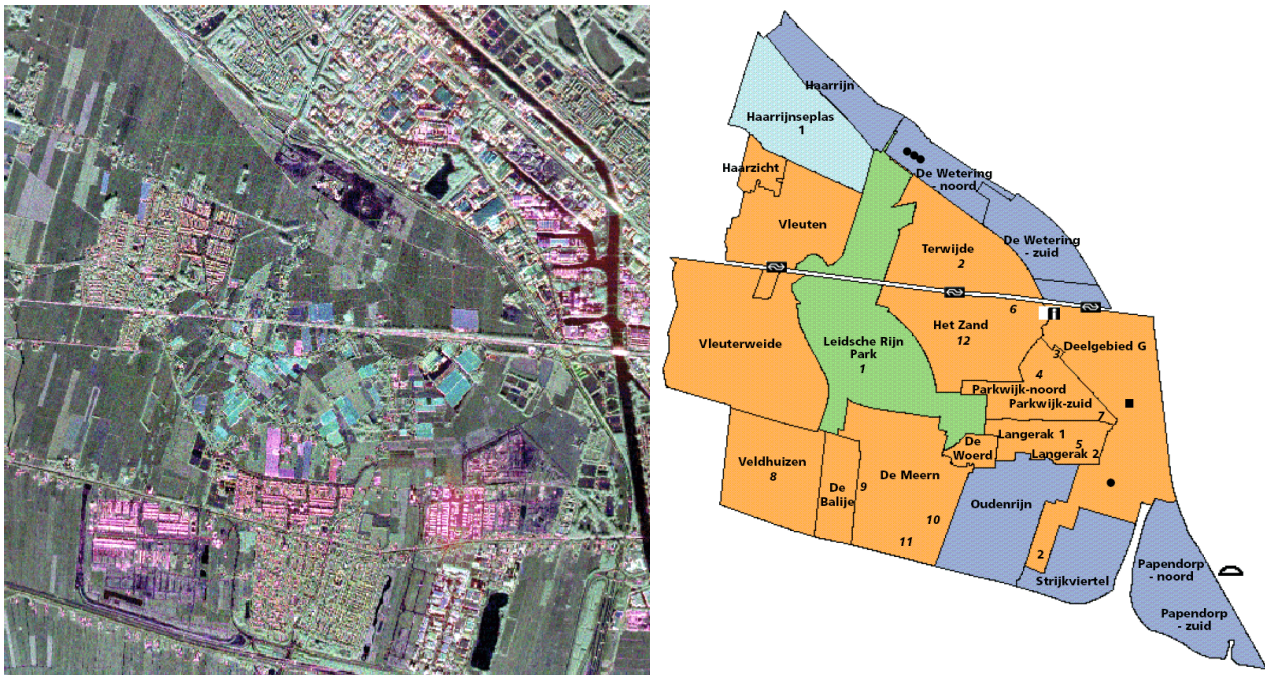 Haarrijn
Haarrijnseplas
1
De Wetering
- noord
Haarzicht
Vleuten
Terwijde
2
De Wetering
- zuid
6
Het Zand
12
Vleuterweide
Leidsche Rijn
Park
1
Deelgebied G
3
4
Parkwijk-noord
Parkwijk-zuid
7
Langerak 1
5
Langerak 2
De
Woerd
Veldhuizen
8
De
Balije
9
De Meern
10
11
Oudenrijn
2
Strijkviertel
Papendorp
- noord
Papendorp
- zuid